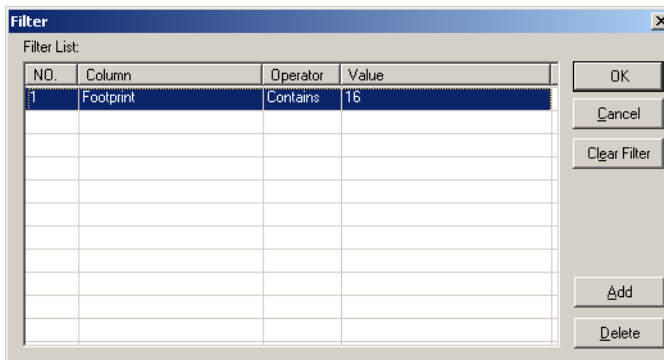 Filter
Filter List:
NO. Column Operator Value
1 Footprint Contains 16
OK
Cancel
Clear Filter
Add
Delete